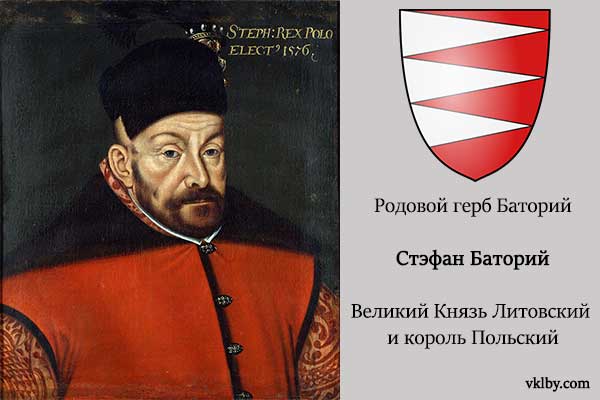 STEPH: REX POLO
ELECT' 1576
Родовой герб Баторий
Стэфан Баторий
Великий Князь Литовский
и король Польский
vklby.com